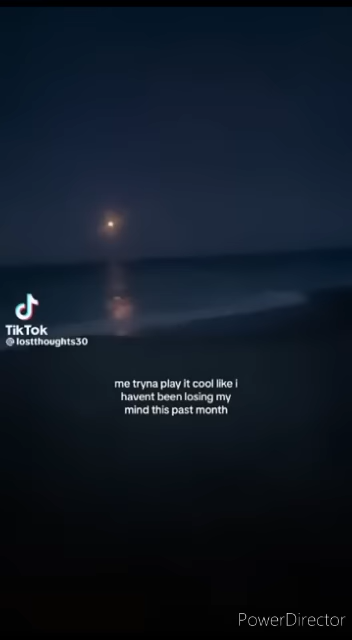 TikTok
@lostthoughts30
me tryna play it cool like i
havent been losing my
mind this past month
PowerDirector